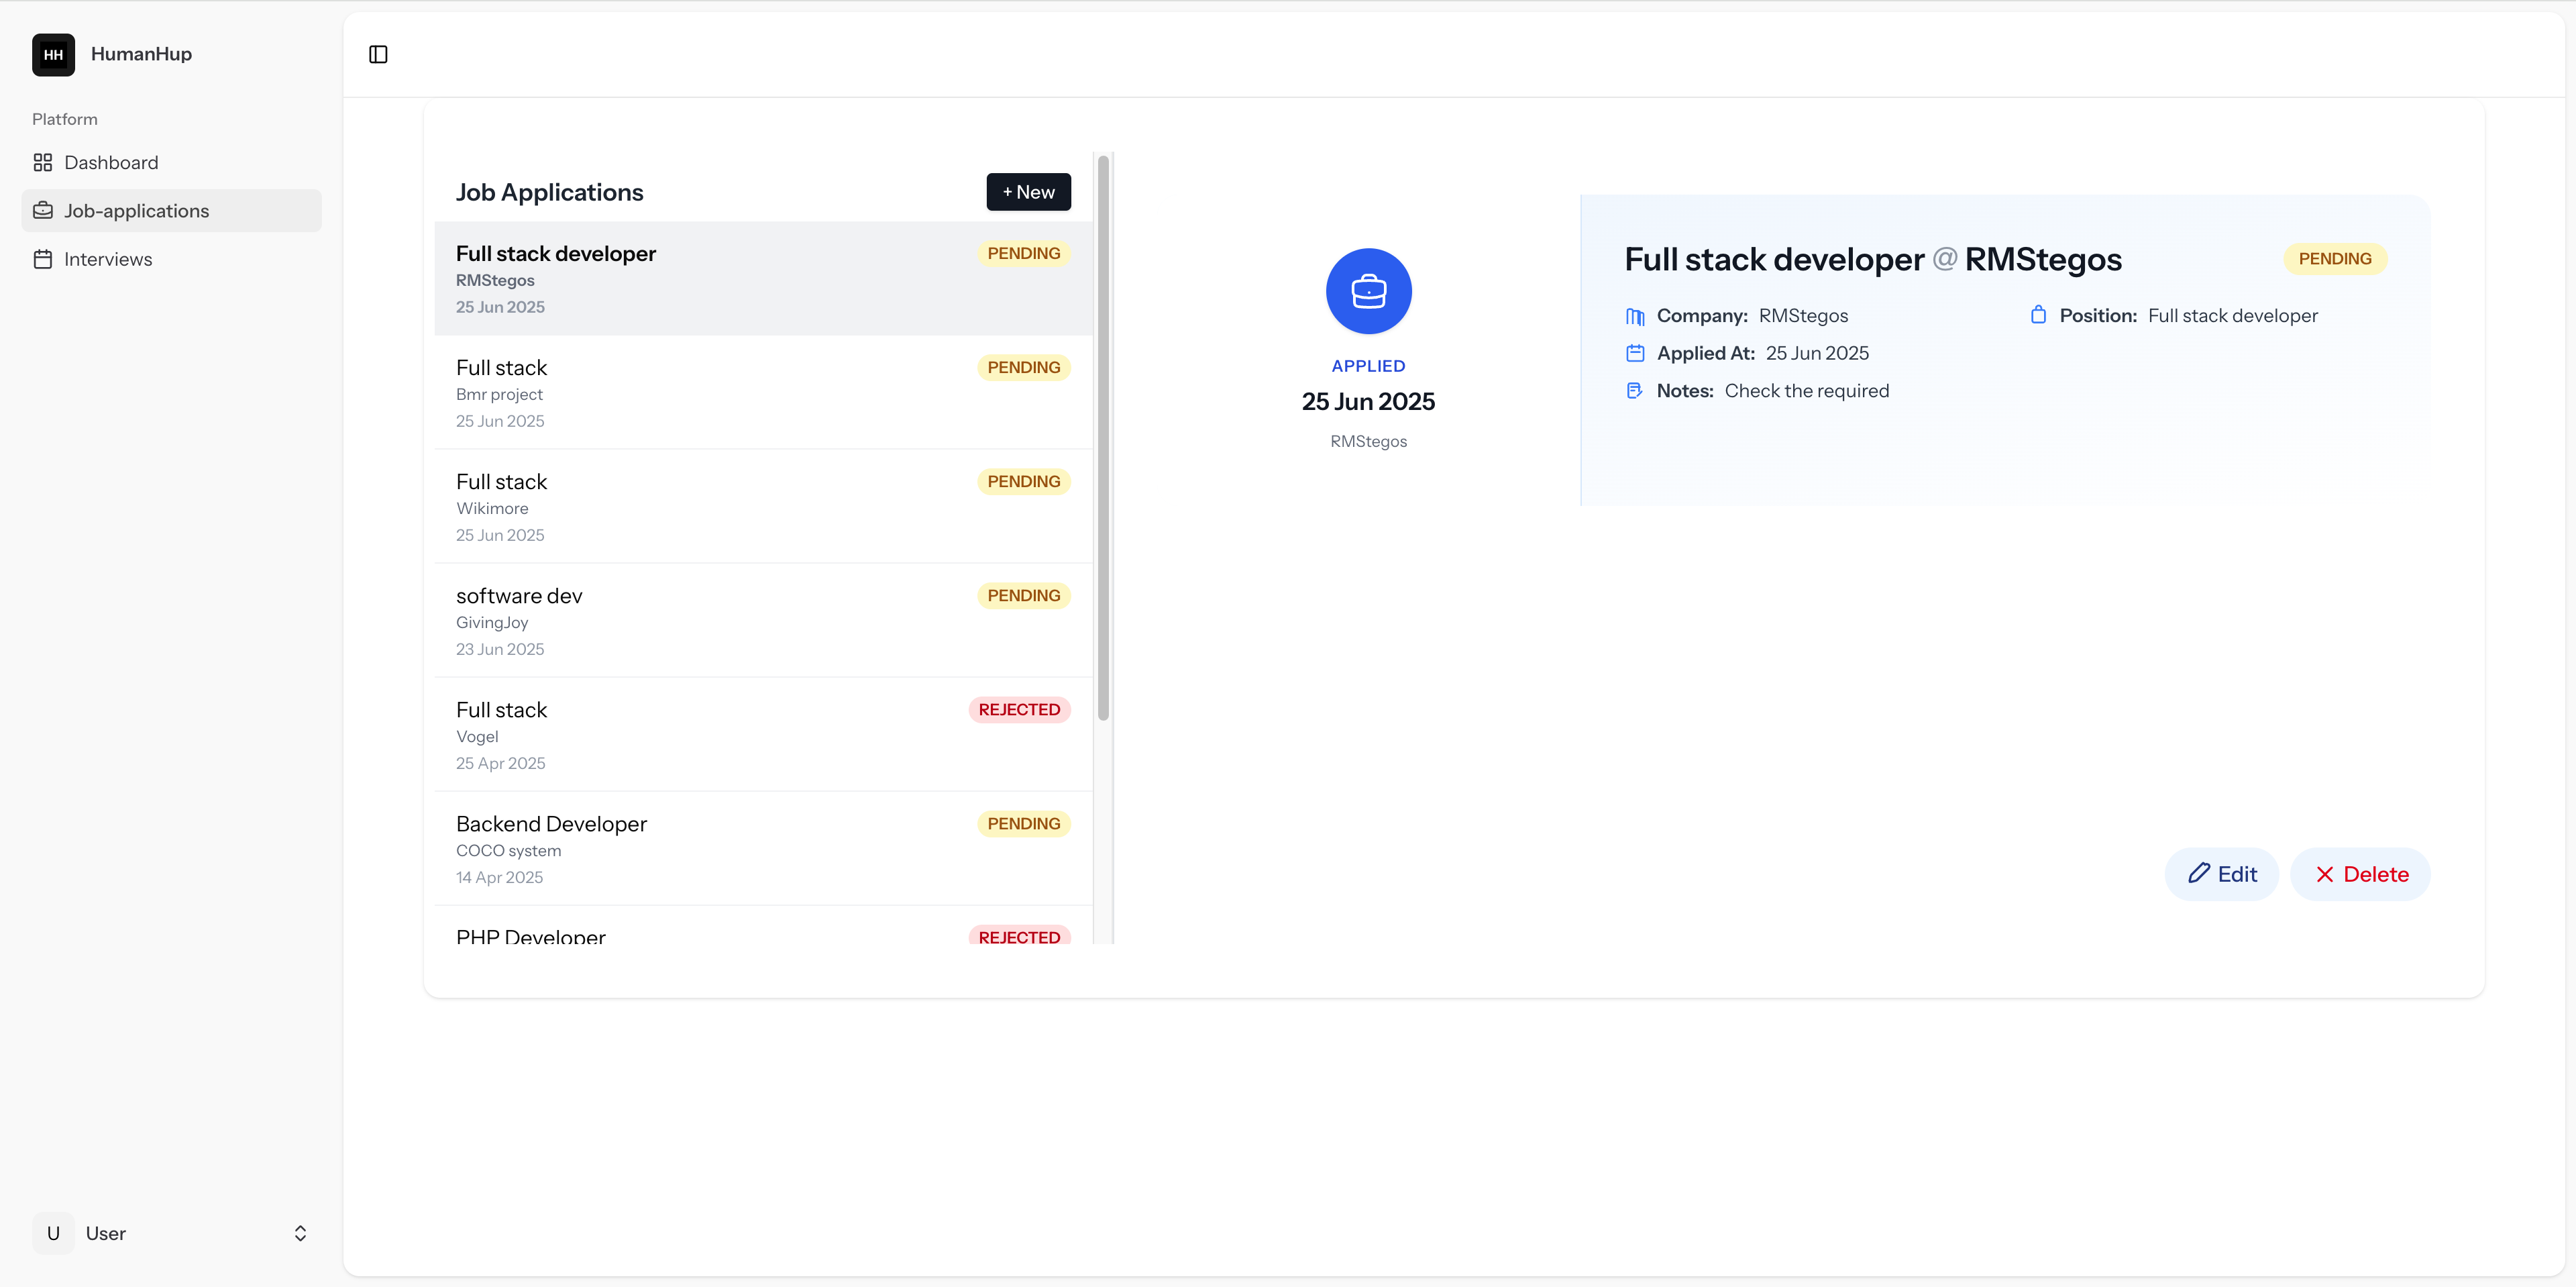 HH HumanHup
Platform
Dashboard
Job-applications
Interviews
U User
Job Applications
+ New
Full stack developer PENDING
RMStegos
25 Jun 2025
Full stack PENDING
Bmr project
25 Jun 2025
Full stack PENDING
Wikimore
25 Jun 2025
software dev PENDING
GivingJoy
23 Jun 2025
Full stack REJECTED
Vogel
25 Apr 2025
Backend Developer PENDING
COCO system
14 Apr 2025
PHP Developer REJECTED
APPLIED
25 Jun 2025
RMStegos
Full stack developer @ RMStegos PENDING
Company: RMStegos Position: Full stack developer
Applied At: 25 Jun 2025
Notes: Check the required
Edit Delete